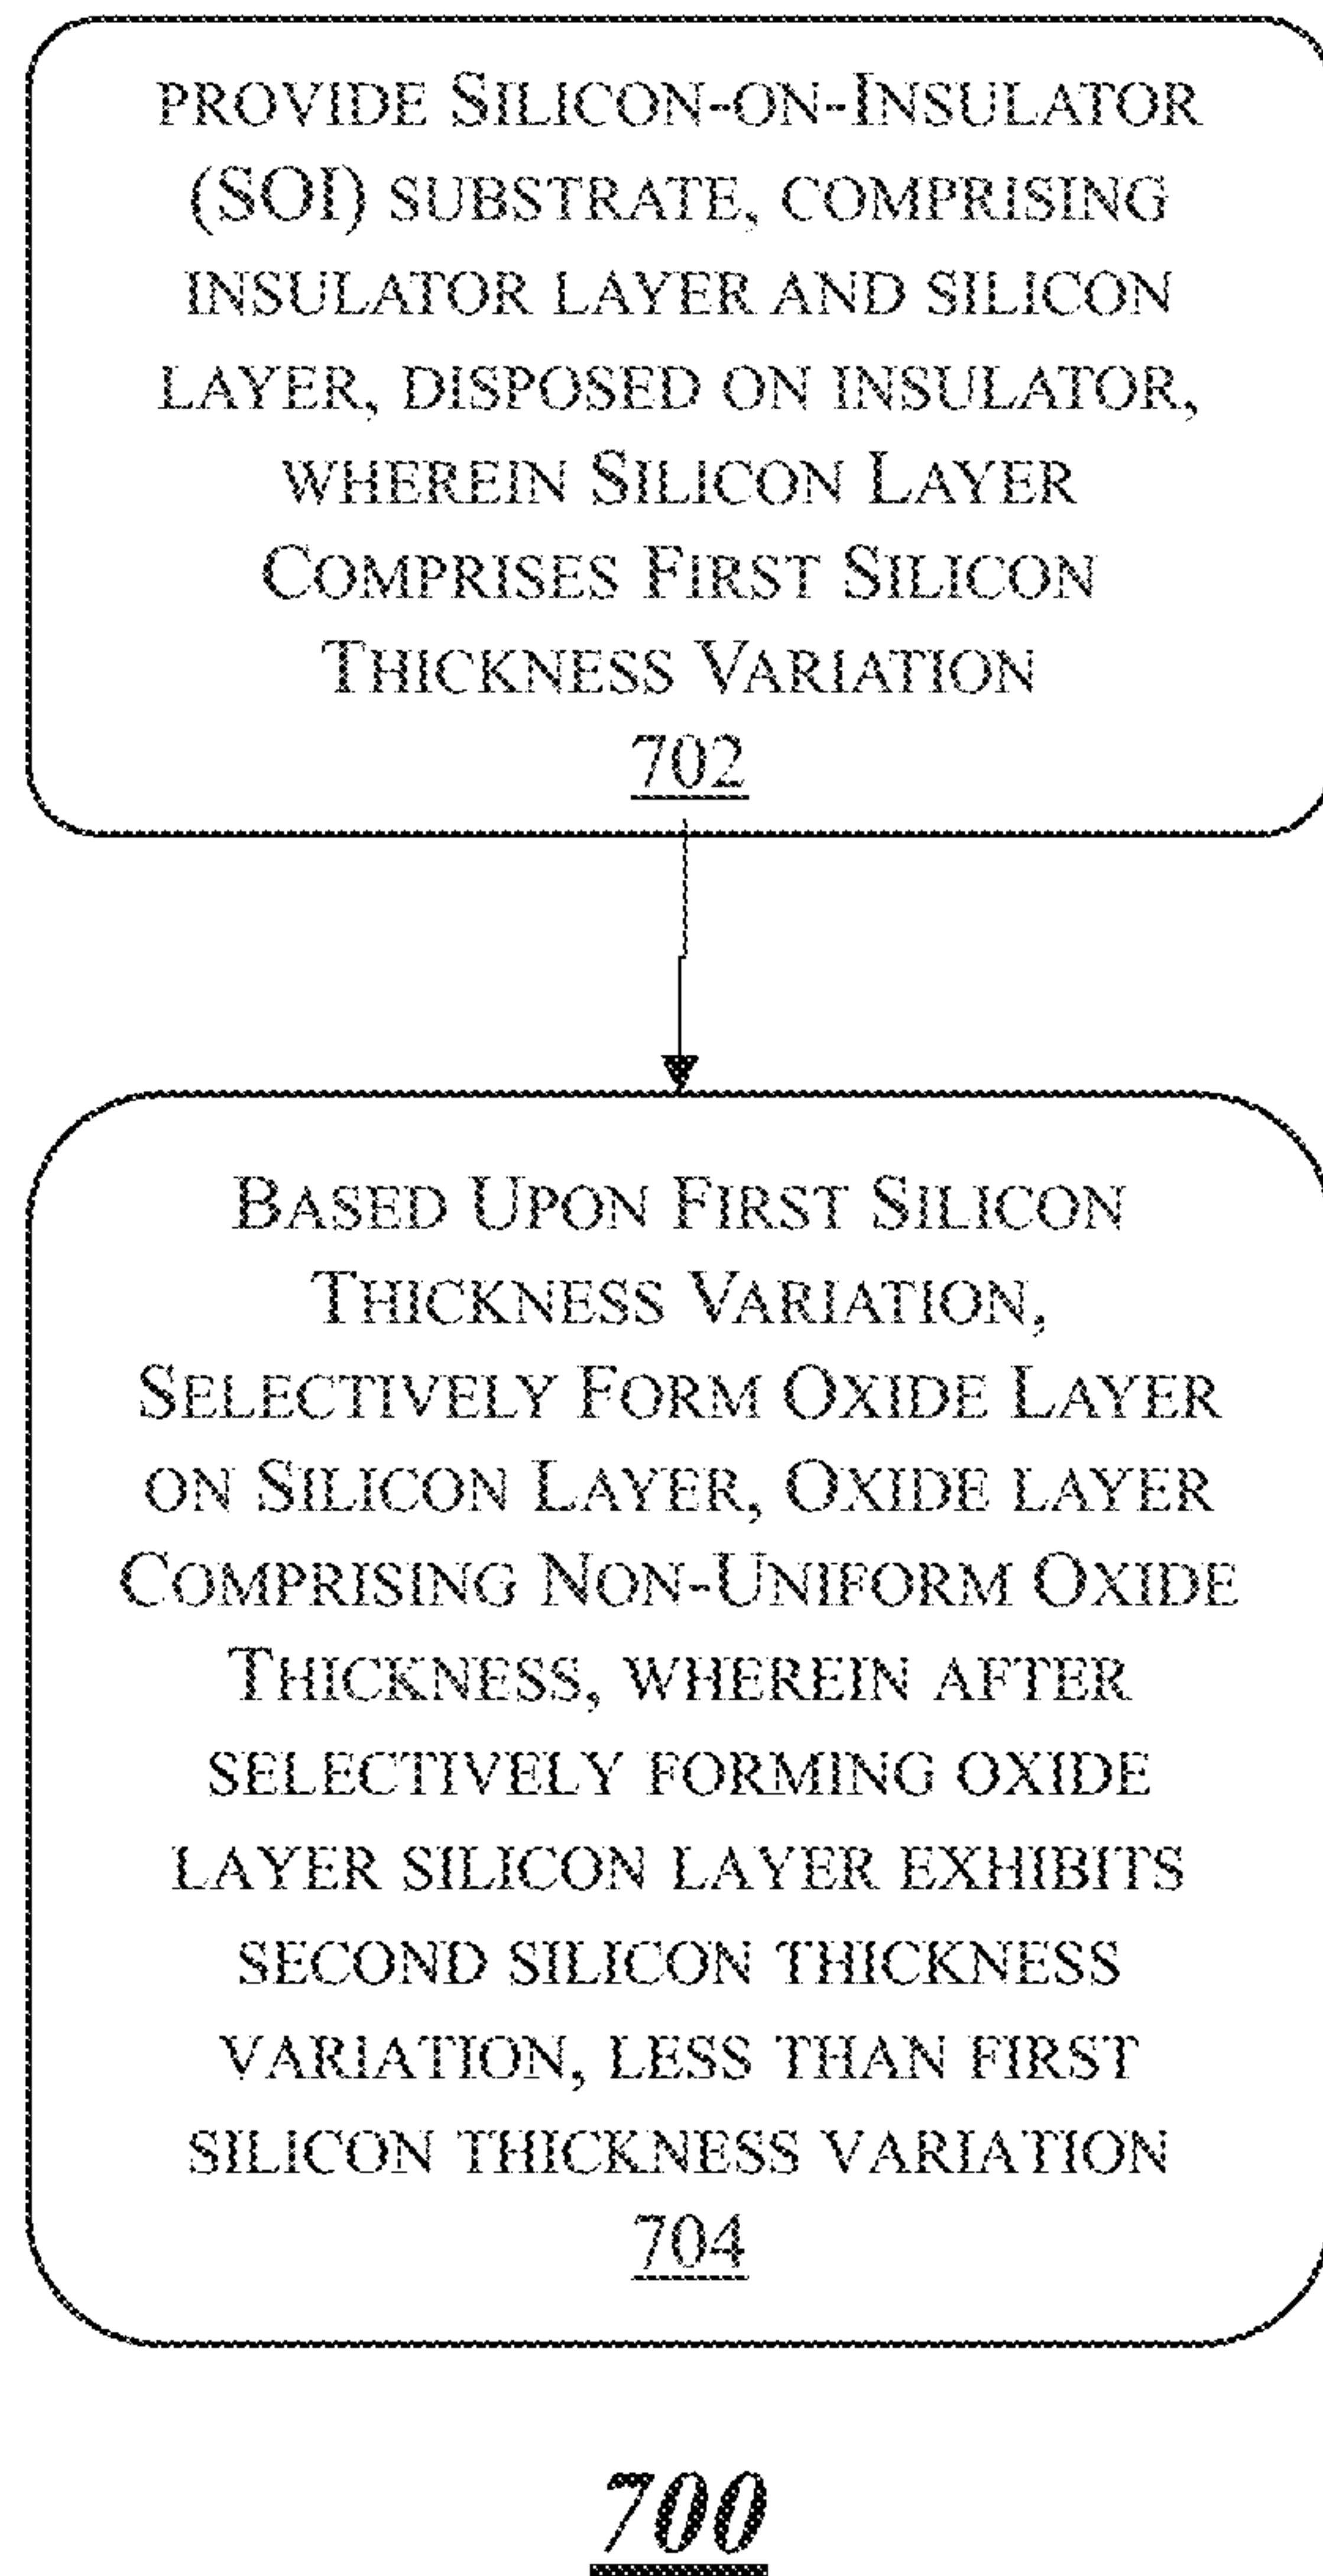 PROVIDE SILICON-ON-INSULATOR
(SOI) SUBSTRATE, COMPRISING
INSULATOR LAYER AND SILICON
LAYER, DISPOSED ON INSULATOR,
WHEREIN SILICON LAYER
COMPRISES FIRST SILICON
THICKNESS VARIATION
702
BASED UPON FIRST SILICON
THICKNESS VARIATION,
SELECTIVELY FORM OXIDE LAYER
ON SILICON LAYER, OXIDE LAYER
COMPRISING NON-UNIFORM OXIDE
THICKNESS, WHEREIN AFTER
SELECTIVELY FORMING OXIDE
LAYER SILICON LAYER EXHIBITS
SECOND SILICON THICKNESS
VARIATION, LESS THAN FIRST
SILICON THICKNESS VARIATION
704
700